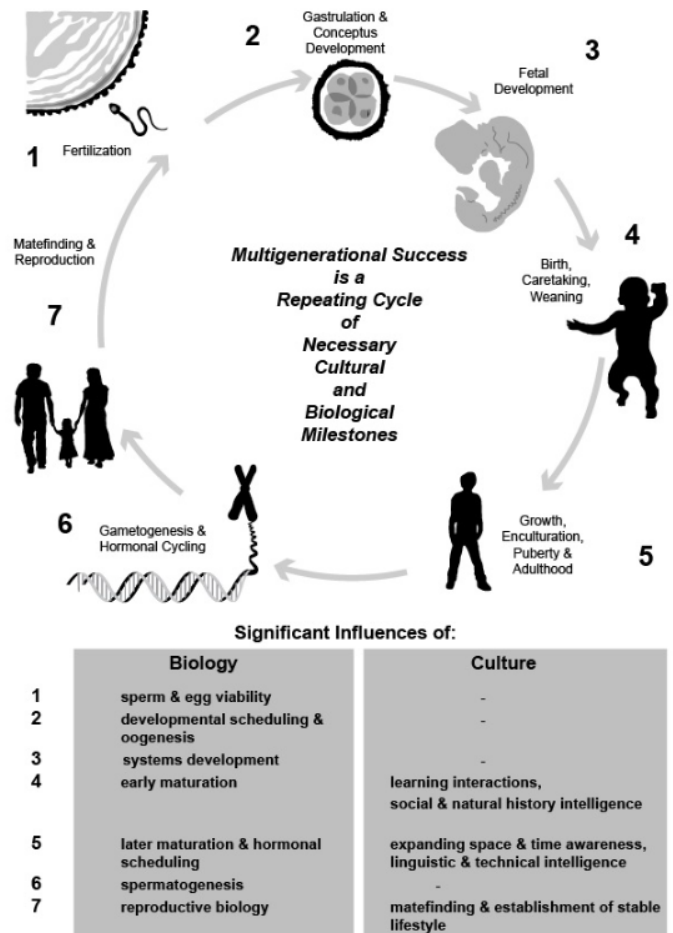 Gastrulation &
Conceptus
Development
2
3
Fetal
Development
1
Fertilization
4
Birth,
Caretaking,
Weaning
Matefinding &
Reproduction
7
Multigenerational Success
is a
Repeating Cycle
of
Necessary
Cultural
and
Biological
Milestones
6
Gametogenesis &
Hormonal Cycling
Growth,
Enculturation,
Puberty &
Adulthood
5
Significant Influences of:
Biology Culture
1 sperm & egg viability -
2 developmental scheduling & -
oogenesis
3 systems development -
4 early maturation learning interactions,
social & natural history intelligence
5 later maturation & hormonal expanding space & time awareness,
scheduling linguistic & technical intelligence
6 spermatogenesis -
7 reproductive biology matefinding & establishment of stable
lifestyle